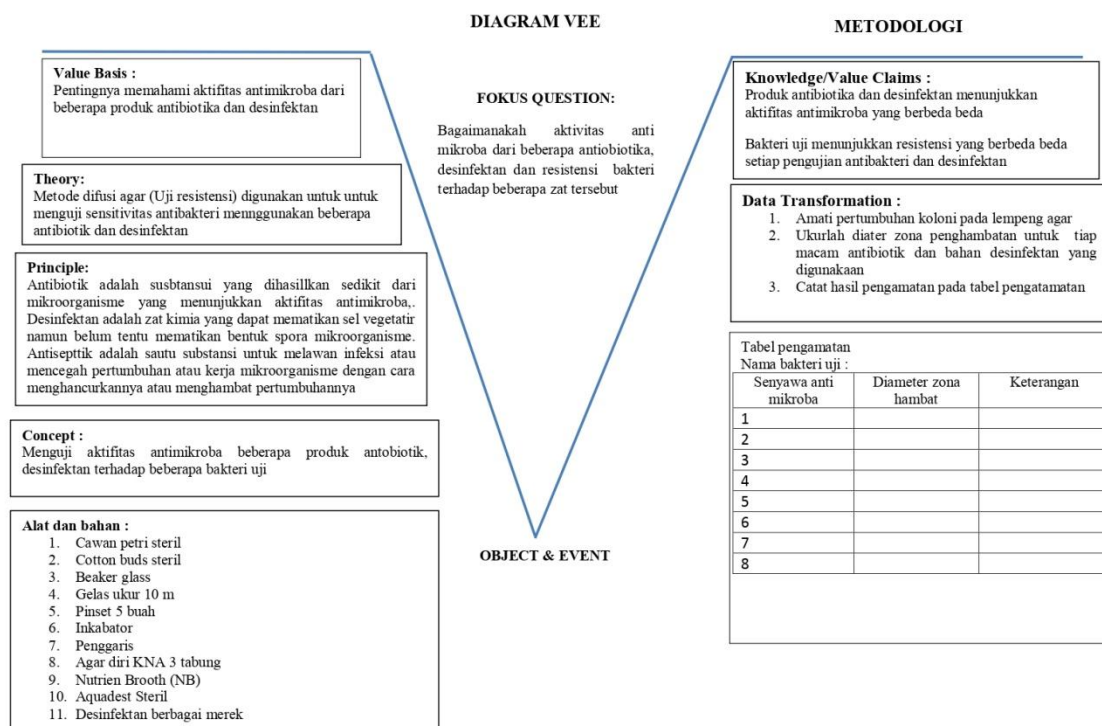 DIAGRAM VEE
METODOLOGI
Value Basis :
Pentingnya memahami aktifitas antimikroba dari
beberapa produk antibiotika dan desinfektan
Theory:
Metode difusi agar (Uji resistensi) digunakan untuk untuk
menguji sensitivitas antibakteri mennggunakan beberapa
antibiotik dan desinfektan
Principle:
Antibiotik adalah susbtansui yang dihasillkan sedikit dari
mikroorganisme yang menunjukkan aktifitas antimikroba,.
Desinfektan adalah zat kimia yang dapat mematikan sel vegetatir
namun belum tentu mematikan bentuk spora mikroorganisme.
Antisepttik adalah sautu substansi untuk melawan infeksi atau
mencegah pertumbuhan atau kerja mikroorganisme dengan cara
menghancurkannya atau menghambat pertumbuhannya
Concept :
Menguji aktifitas antimikroba beberapa produk antobiotik,
desinfektan terhadap beberapa bakteri uji
Alat dan bahan :
1. Cawan petri steril
2. Cotton buds steril
3. Beaker glass
4. Gelas ukur 10 m
5. Pinset 5 buah
6. Inkabator
7. Penggaris
8. Agar diri KNA 3 tabung
9. Nutrien Brooth (NB)
10. Aquadest Steril
11. Desinfektan berbagai merek
FOKUS QUESTION:
Bagaimanakah aktivitas anti
mikroba dari beberapa antiobiotika,
desinfektan dan resistensi bakteri
terhadap beberapa zat tersebut
OBJECT & EVENT
Knowledge/Value Claims :
Produk antibiotika dan desinfektan menunjukkan
aktifitas antimikroba yang berbeda beda
Bakteri uji menunjukkan resistensi yang berbeda beda
setiap pengujian antibakteri dan desinfektan
Data Transformation :
1. Amati pertumbuhan koloni pada lempeng agar
2. Ukurlah diater zona penghambatan untuk tiap
macam antibiotik dan bahan desinfektan yang
digunakaan
3. Catat hasil pengamatan pada tabel pengatamatan
Tabel pengamatan
Nama bakteri uji :
Senyawa anti mikroba Diameter zona hambat Keterangan
1
2
3
4
5
6
7
8